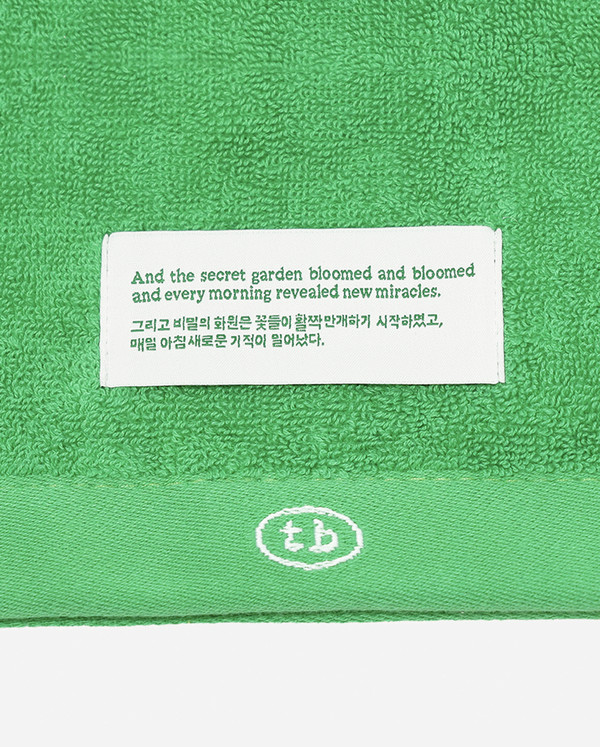 And the secret garden bloomed and bloomed
and every morning revealed new miracles.
그리고 비밀의 화원은 꽃들이 활짝 만개하기 시작하였고,
매일 아침 새로운 기적이 일어났다.
tb